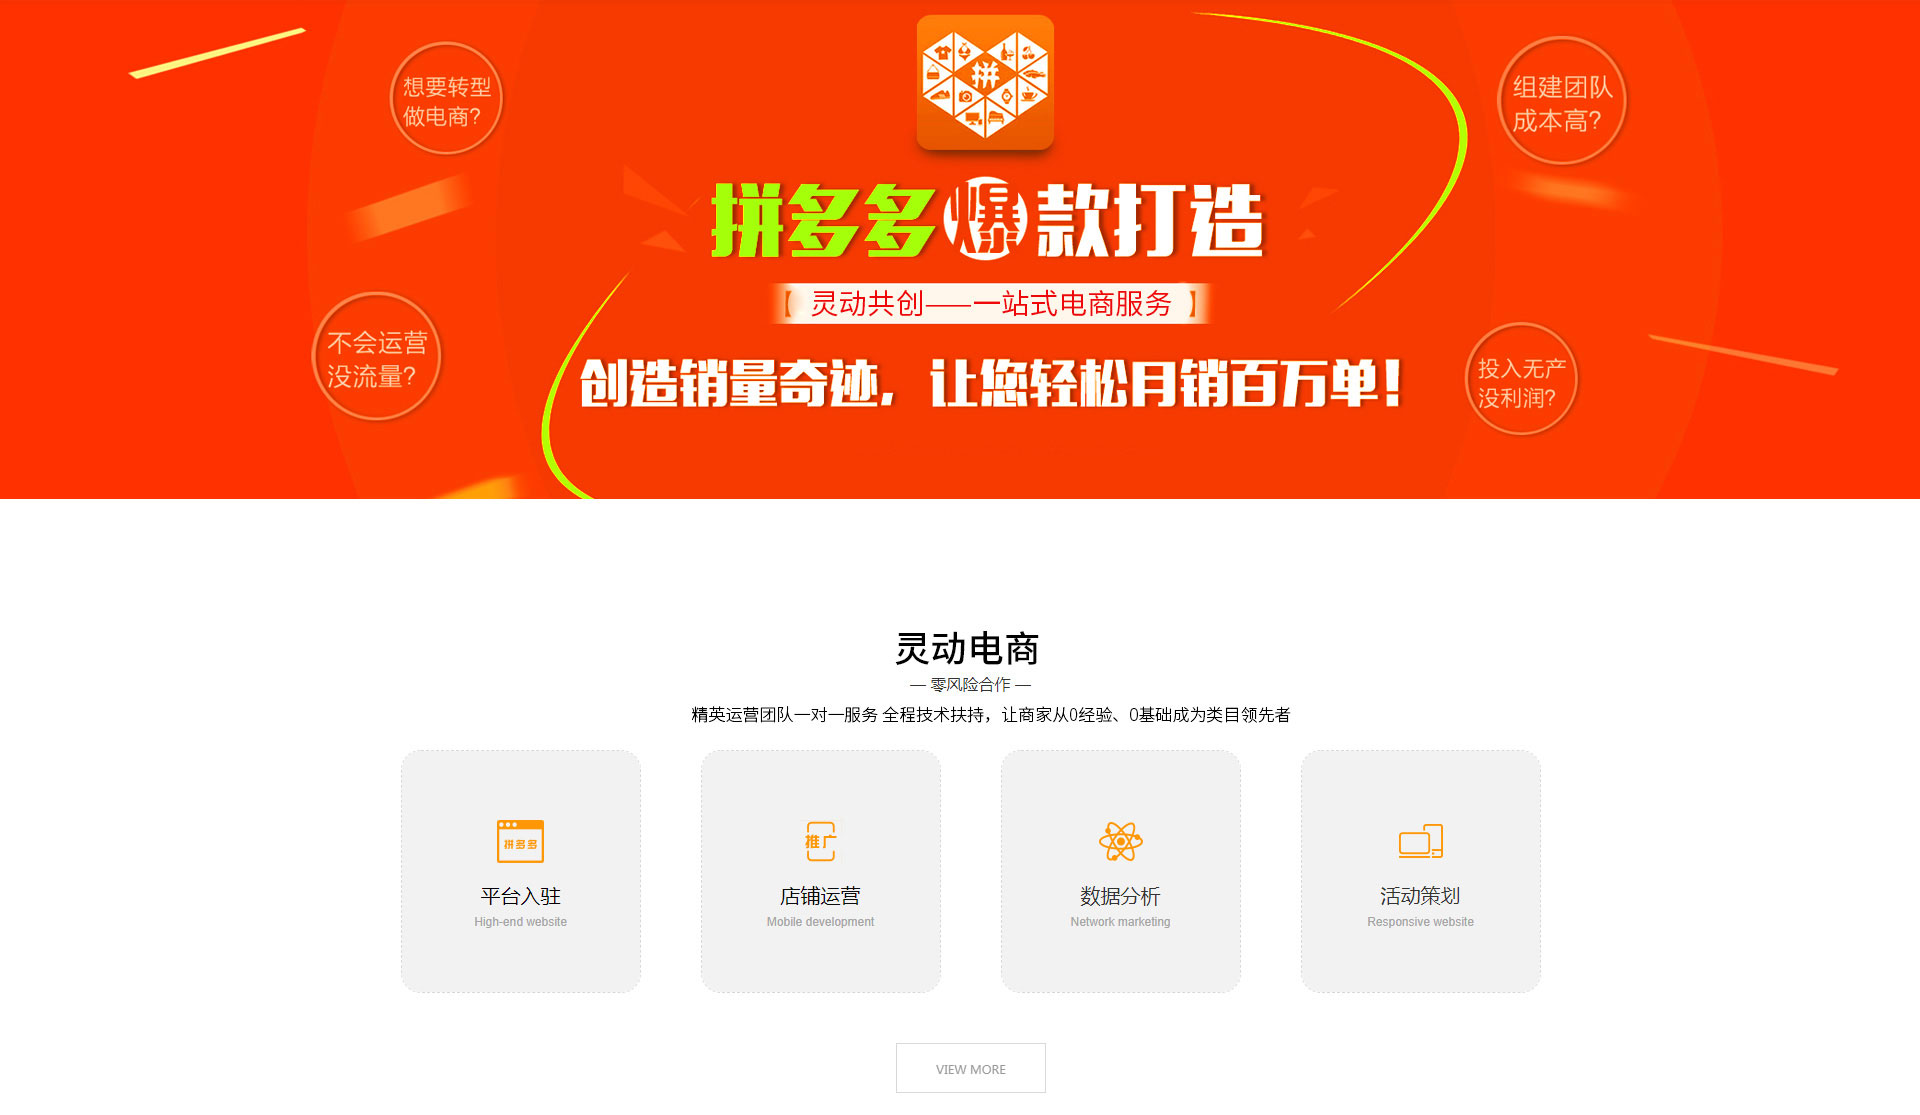 想要转型
做电商?
组建团队
成本高?
拼
拼多多爆款打造
【 灵动共创——一站式电商服务 】
不会运营
没流量?
创造销量奇迹，让您轻松月销百万单!
投入无产
没利润?
灵动电商
— 零风险合作 —
精英运营团队一对一服务 全程技术扶持，让商家从0经验、0基础成为类目领先者
拼多多
平台入驻
High-end website
推广
店铺运营
Mobile development
数据分析
Network marketing
活动策划
Responsive website
VIEW MORE